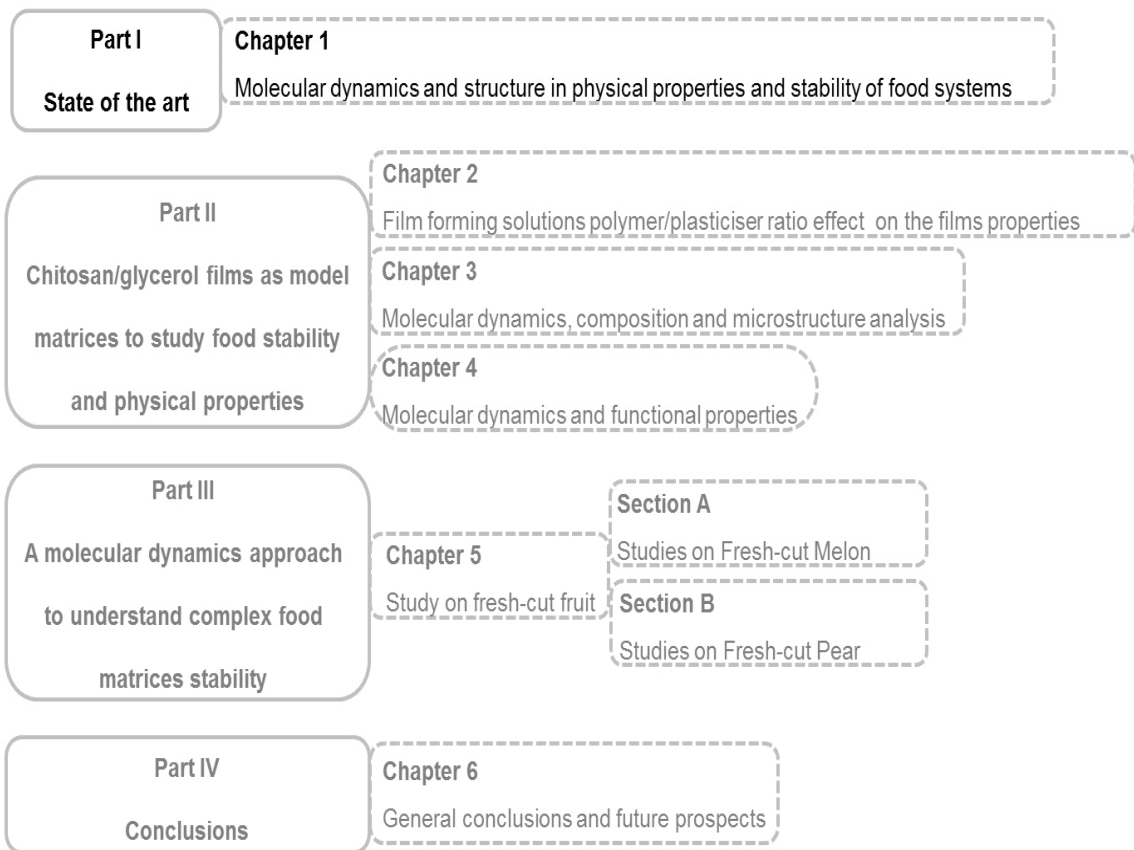 Part I
State of the art
Chapter 1
Molecular dynamics and structure in physical properties and stability of food systems
Part II
Chitosan/glycerol films as model
matrices to study food stability
and physical properties
Chapter 2
Film forming solutions polymer/plasticiser ratio effect on the films properties
Chapter 3
Molecular dynamics, composition and microstructure analysis
Chapter 4
Molecular dynamics and functional properties
Part III
A molecular dynamics approach
to understand complex food
matrices stability
Chapter 5
Study on fresh-cut fruit
Section A
Studies on Fresh-cut Melon
Section B
Studies on Fresh-cut Pear
Part IV
Conclusions
Chapter 6
General conclusions and future prospects